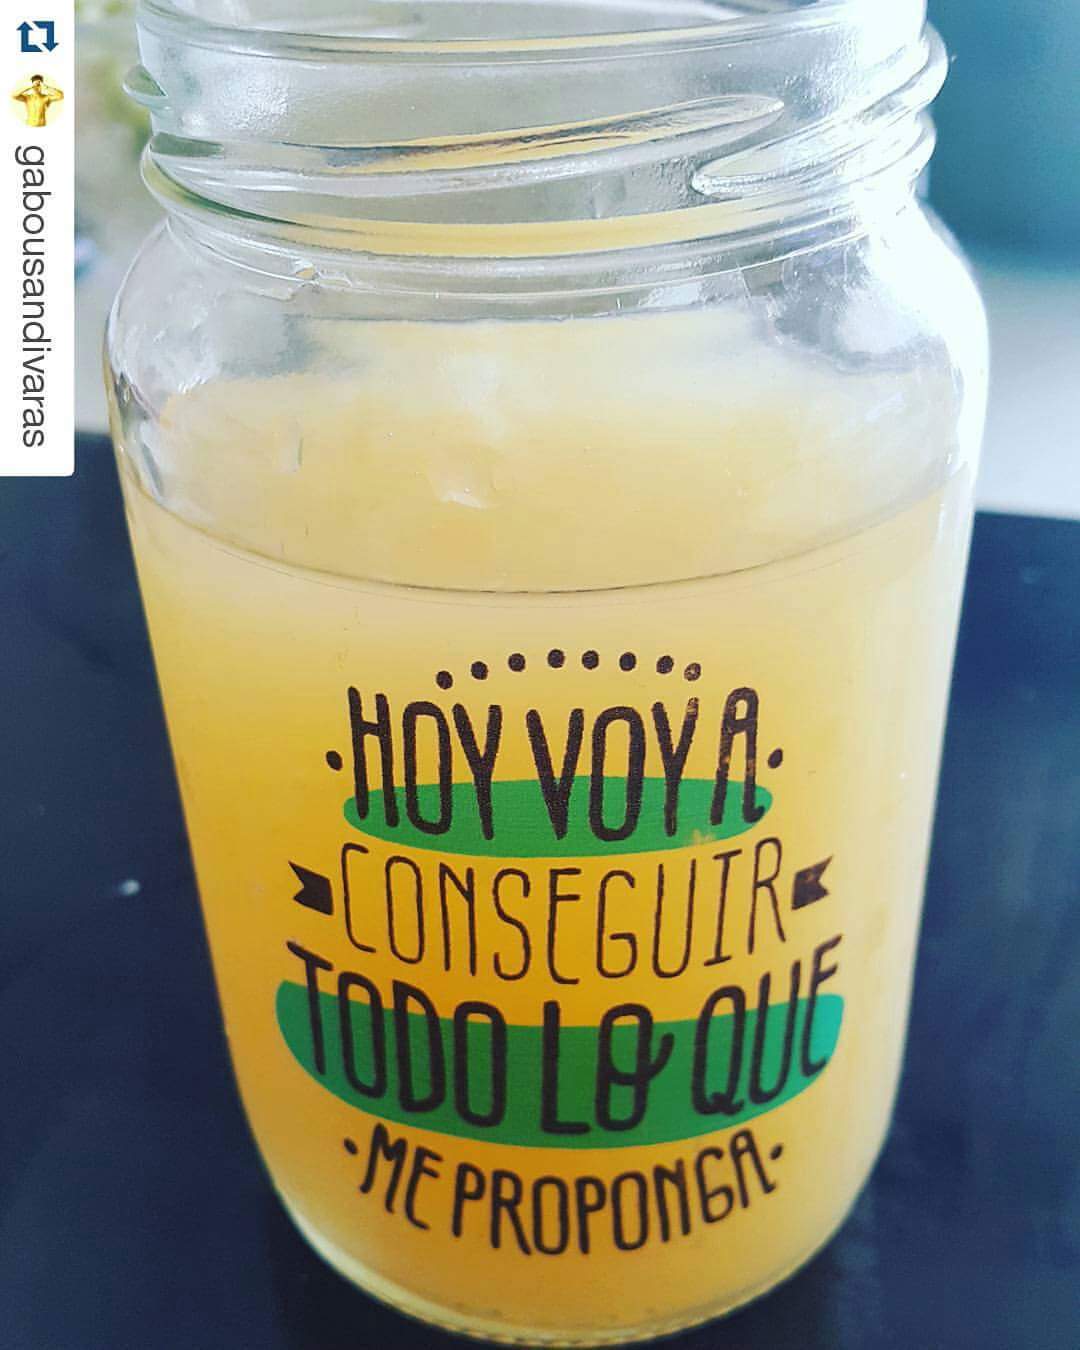 gabousandivaras
HOY VOY A
CONSEGUIR
TODO LO QUE
ME PROPONGA